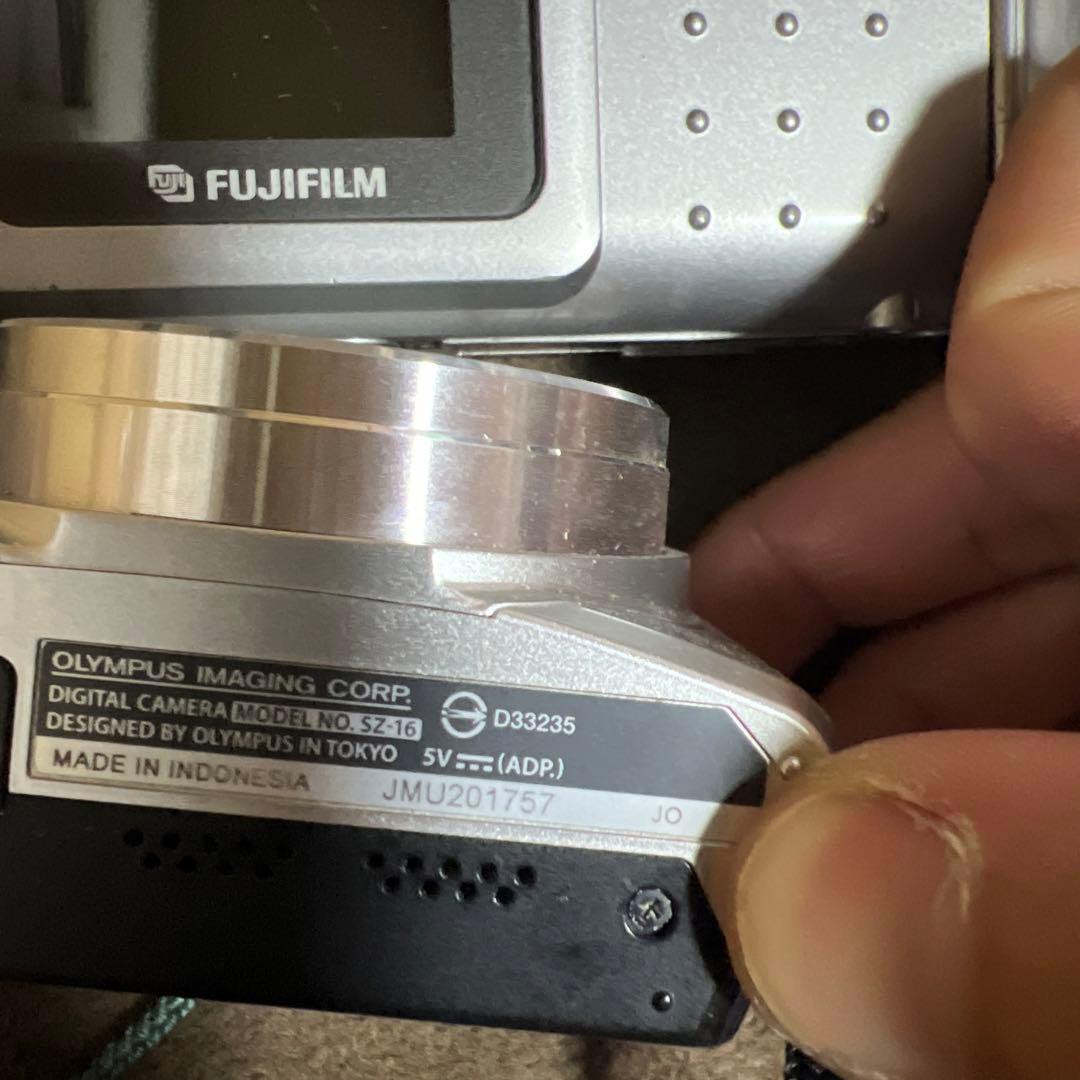 FUJI FUJIFILM
OLYMPUS IMAGING CORP.
DIGITAL CAMERA MODEL NO. SZ-16
DESIGNED BY OLYMPUS IN TOKYO
D33235
5V (ADP.)
MADE IN INDONESIA JMU201757 JO